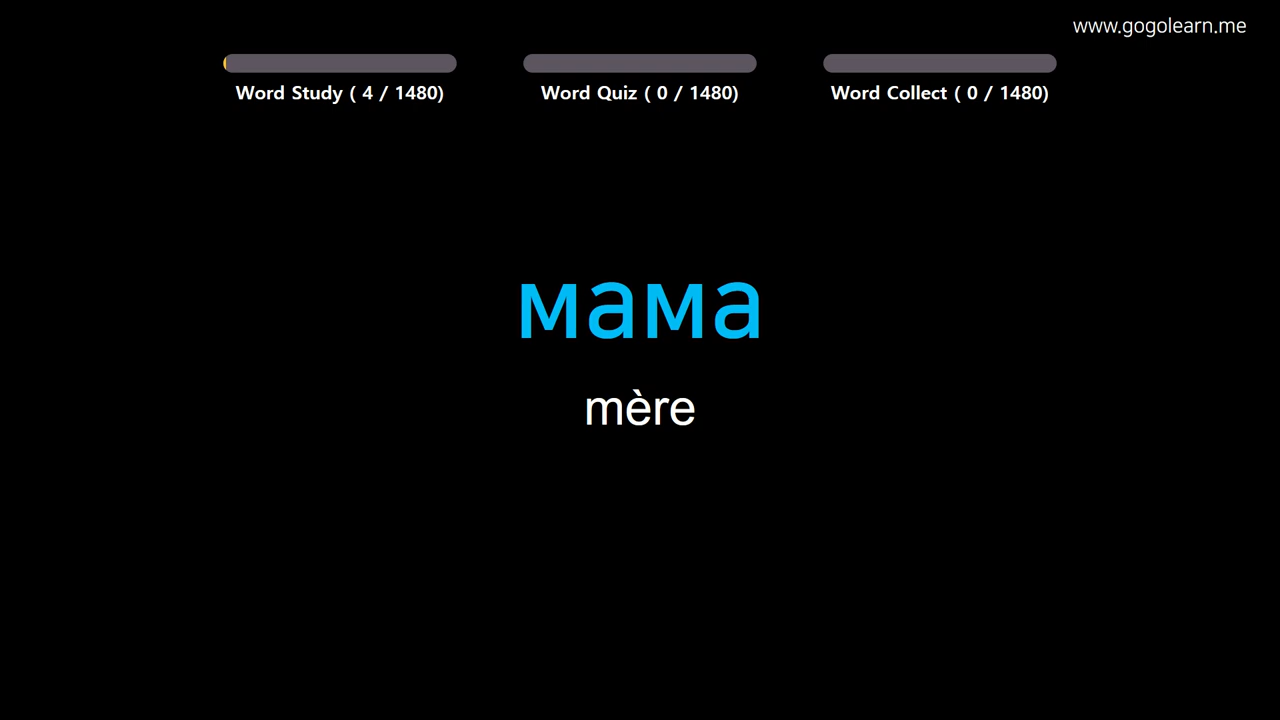 www.gogolearn.me
Word Study ( 4 / 1480)
Word Quiz ( 0 / 1480)
Word Collect ( 0 / 1480)
мама
mère